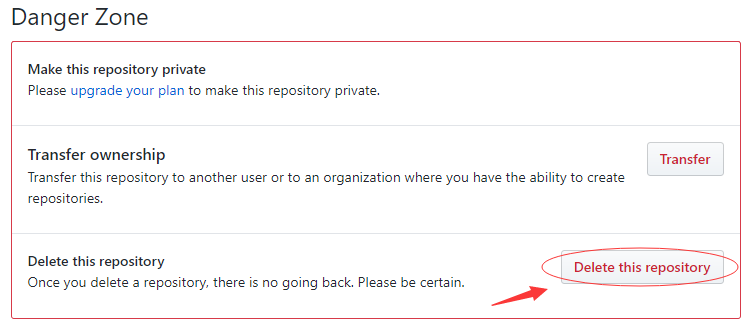 Danger Zone
Make this repository private
Please upgrade your plan to make this repository private.
Transfer ownership
Transfer
Transfer this repository to another user or to an organization where you have the ability to create
repositories.
Delete this repository
Delete this repository
Once you delete a repository, there is no going back. Please be certain.